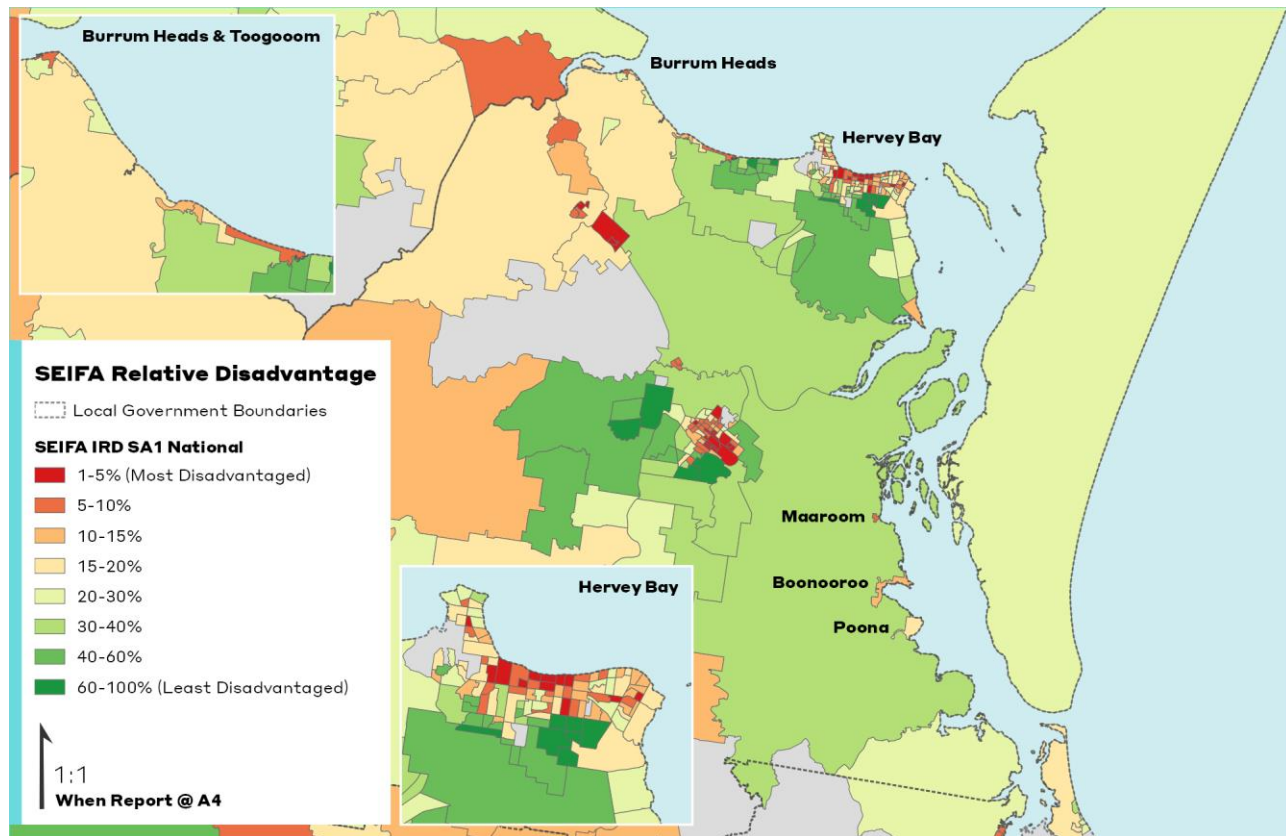 Burrum Heads & Toogooom
Burrum Heads
Hervey Bay
SEIFA Relative Disadvantage
Local Government Boundaries
SEIFA IRD SA1 National
1-5% (Most Disadvantaged)
5-10%
10-15%
15-20%
20-30%
30-40%
40-60%
60-100% (Least Disadvantaged)
1:1
When Report @ A4
Maaroom
Boonooroo
Poona
Hervey Bay